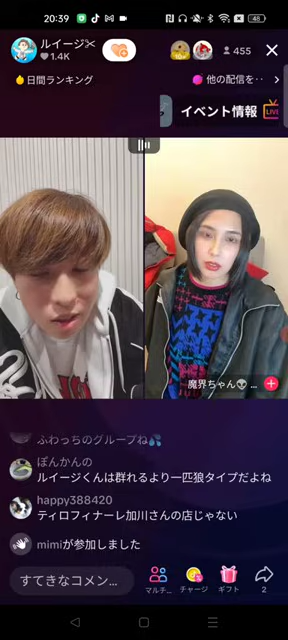 20:39
48
ルイージ✂
1.4K
10+
455
日間ランキング
他の配信を‥
イベント情報
LIVE
魔界ちゃん💀...
ふわっちのグループね💦
ぽんかんの
ルイージくんは群れるより一匹狼タイプだよね
happy388420
ティロフィナーレ加川さんの店じゃない
mimiが参加しました
すてきなコメン...
マルチ...
チャージ
ギフト
2